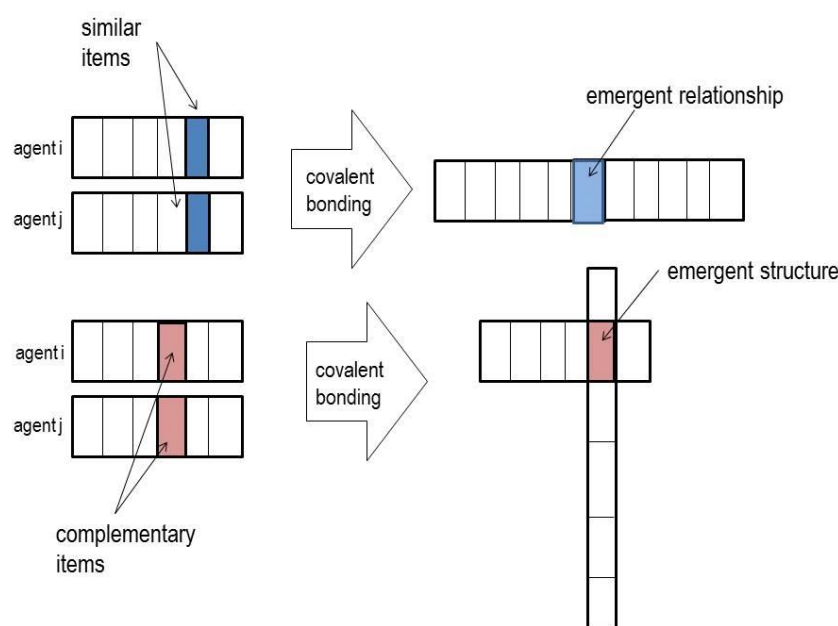 similar
items
agent i
agent j
covalent
bonding
emergent relationship
agent i
agent j
covalent
bonding
emergent structure
complementary
items